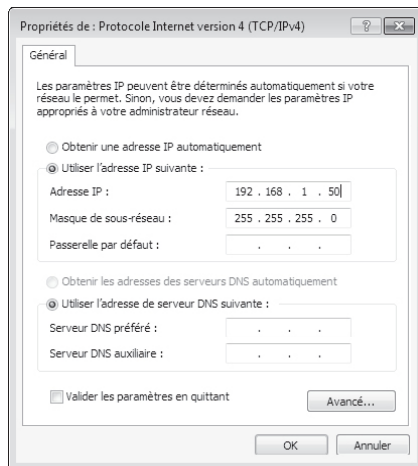 Propriétés de : Protocole Internet version 4 (TCP/IPv4)
Général
Les paramètres IP peuvent être déterminés automatiquement si votre
réseau le permet. Sinon, vous devez demander les paramètres IP
appropriés à votre administrateur réseau.
Obtenir une adresse IP automatiquement
Utiliser l'adresse IP suivante :
Adresse IP : 192 . 168 . 1 . 50
Masque de sous-réseau : 255 . 255 . 255 . 0
Passerelle par défaut : . . .
Obtenir les adresses des serveurs DNS automatiquement
Utiliser l'adresse de serveur DNS suivante :
Serveur DNS préféré : . . .
Serveur DNS auxiliaire : . . .
Valider les paramètres en quittant
Avancé...
OK Annuler